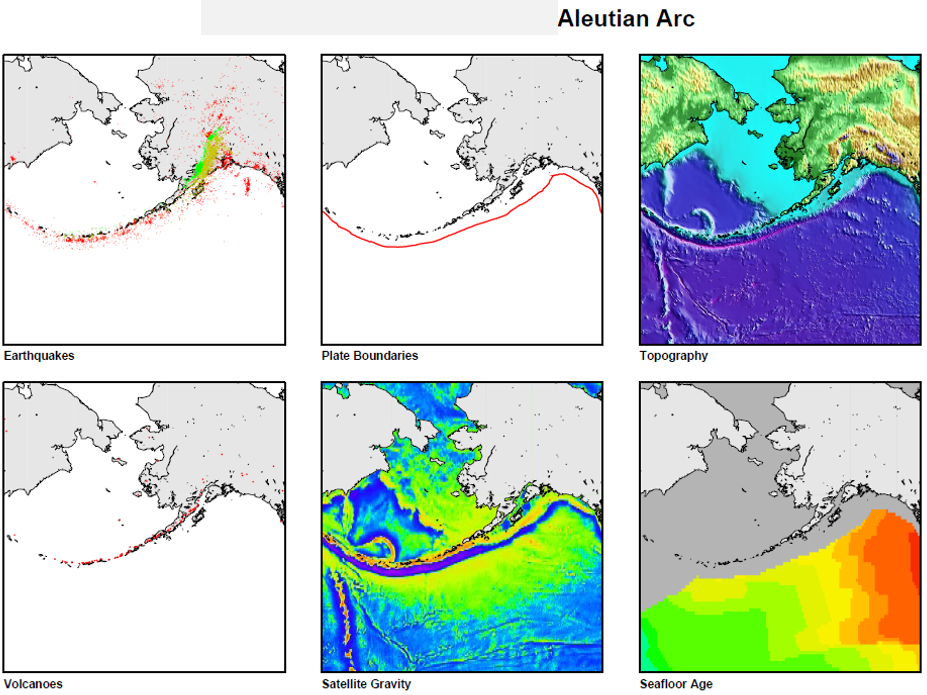 Aleutian Arc
Earthquakes
Plate Boundaries
Topography
Volcanoes
Satellite Gravity
Seafloor Age